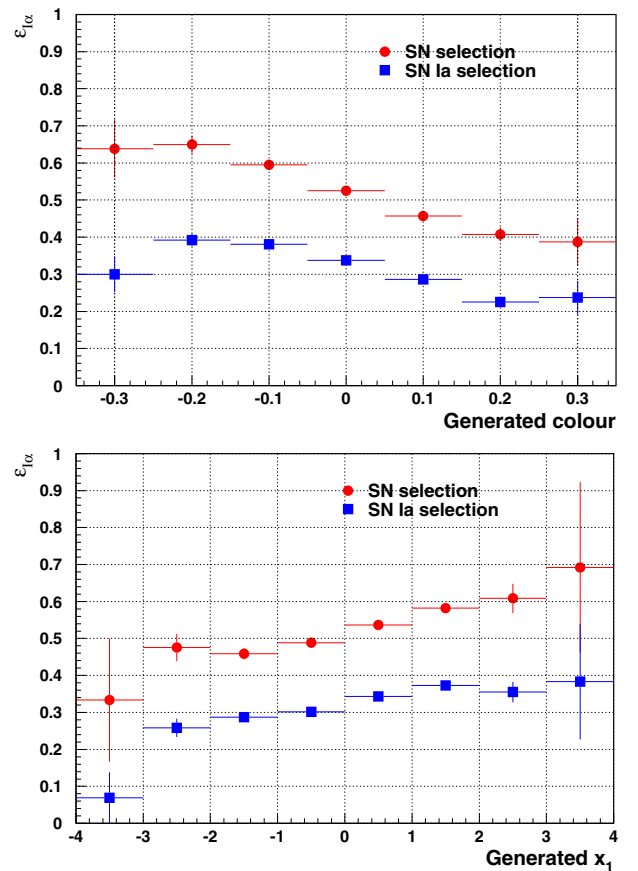 ε_Iα
1
0.9
0.8
0.7
0.6
0.5
0.4
0.3
0.2
0.1
0
SN selection
SN Ia selection
-0.3 -0.2 -0.1 0 0.1 0.2 0.3
Generated colour
ε_Iα
1
0.9
0.8
0.7
0.6
0.5
0.4
0.3
0.2
0.1
0
SN selection
SN Ia selection
-4 -3 -2 -1 0 1 2 3 4
Generated x₁